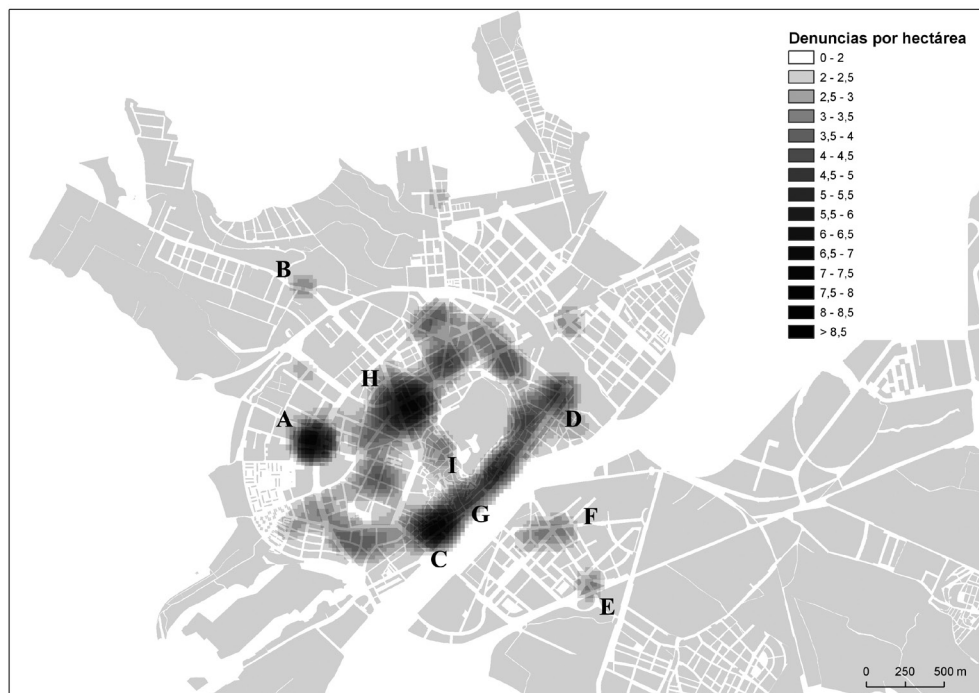 Denuncias por hectárea
0 - 2
2 - 2,5
2,5 - 3
3 - 3,5
3,5 - 4
4 - 4,5
4,5 - 5
5 - 5,5
5,5 - 6
6 - 6,5
6,5 - 7
7 - 7,5
7,5 - 8
8 - 8,5
> 8,5
B
H
A
D
I
G
F
C
E
0 250 500 m